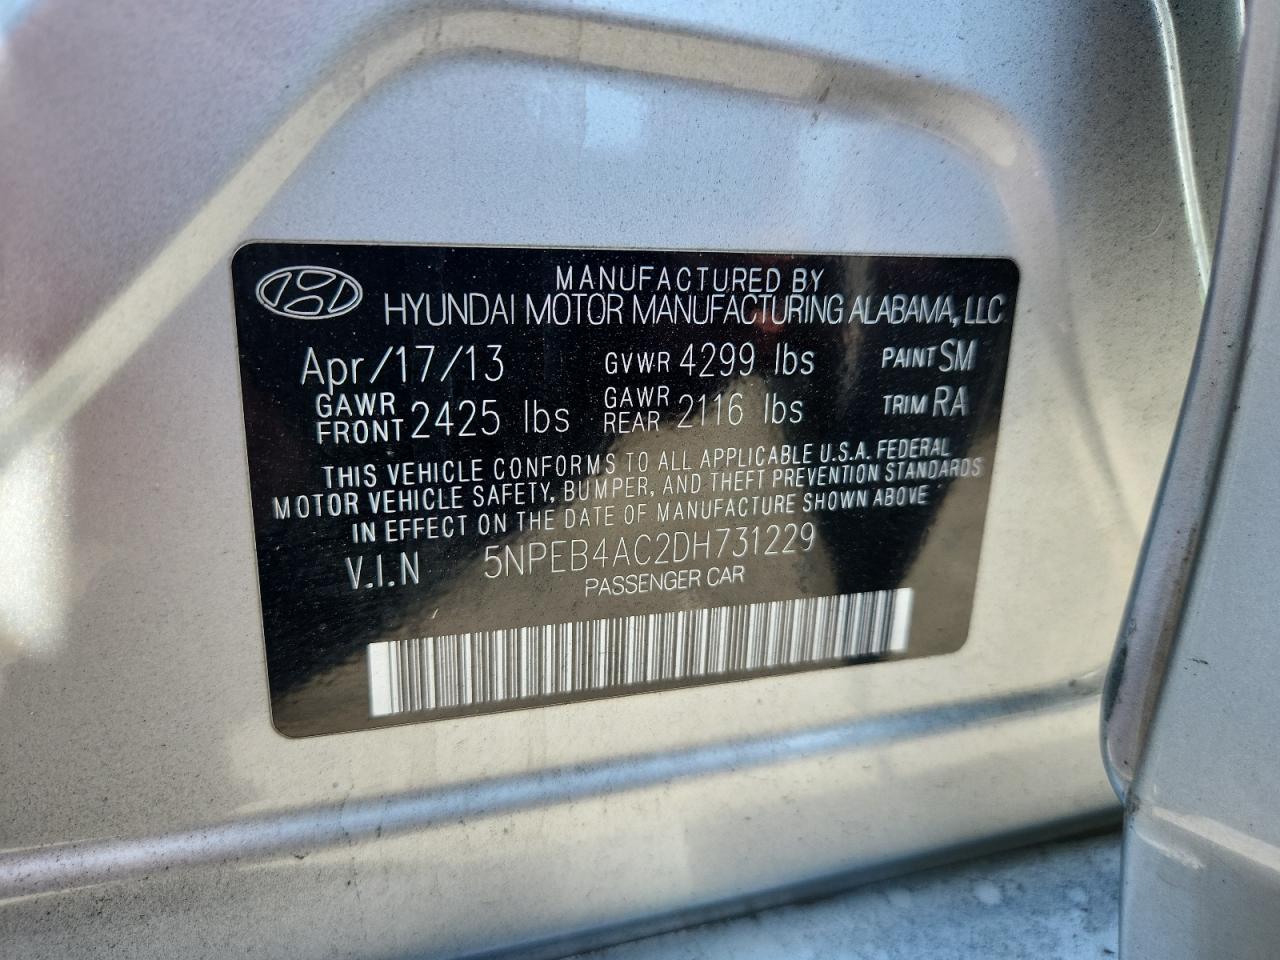 MANUFACTURED BY
HYUNDAI MOTOR MANUFACTURING ALABAMA, LLC
Apr/17/13 GVWR 4299 lbs PAINT SM
GAWR FRONT 2425 lbs GAWR REAR 2116 lbs TRIM RA
THIS VEHICLE CONFORMS TO ALL APPLICABLE U.S.A. FEDERAL
MOTOR VEHICLE SAFETY, BUMPER, AND THEFT PREVENTION STANDARDS
IN EFFECT ON THE DATE OF MANUFACTURE SHOWN ABOVE
V.I.N 5NPEB4AC2DH731229
PASSENGER CAR